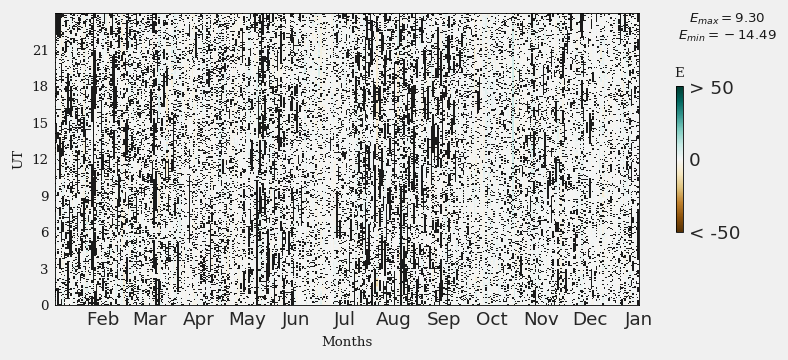 E_max = 9.30
E_min = −14.49
E
> 50
0
< -50
UT
21
18
15
12
9
6
3
0
Feb Mar Apr May Jun Jul Aug Sep Oct Nov Dec Jan
Months